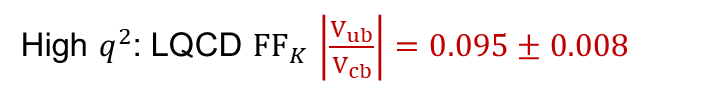 High q²: LQCD FF_K |V_ub/V_cb| = 0.095 ± 0.008